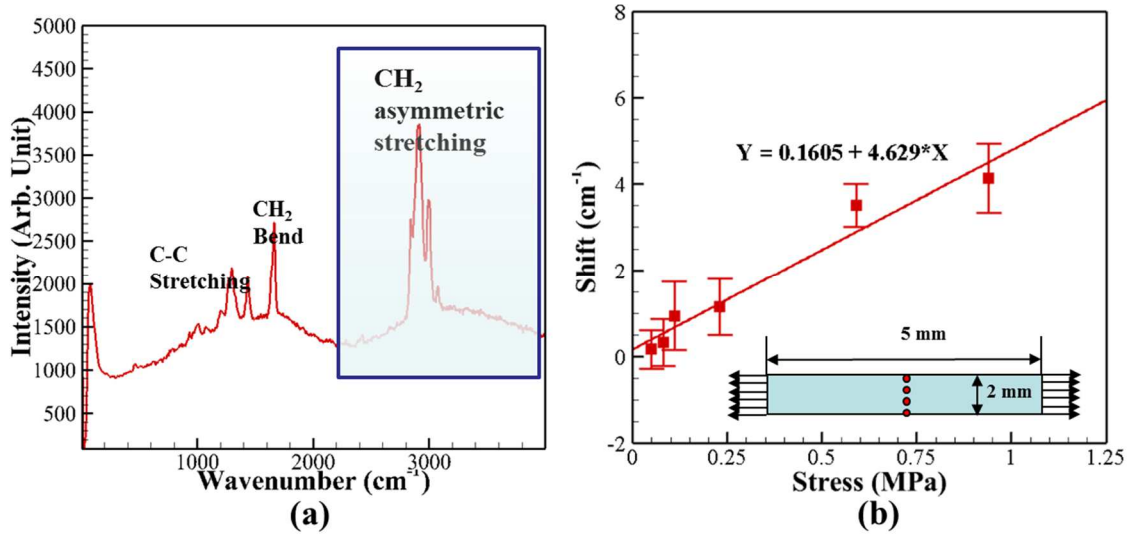 5000
4500
4000
3500
3000
2500
2000
1500
1000
500
Intensity (Arb. Unit)
C-C
Stretching
CH₂
Bend
CH₂
asymmetric
stretching
1000
2000
3000
Wavenumber (cm⁻¹)
(a)
8
6
4
2
0
-2
Shift (cm⁻¹)
Y = 0.1605 + 4.629*X
5 mm
2 mm
0
0.25
0.5
0.75
1
1.25
Stress (MPa)
(b)